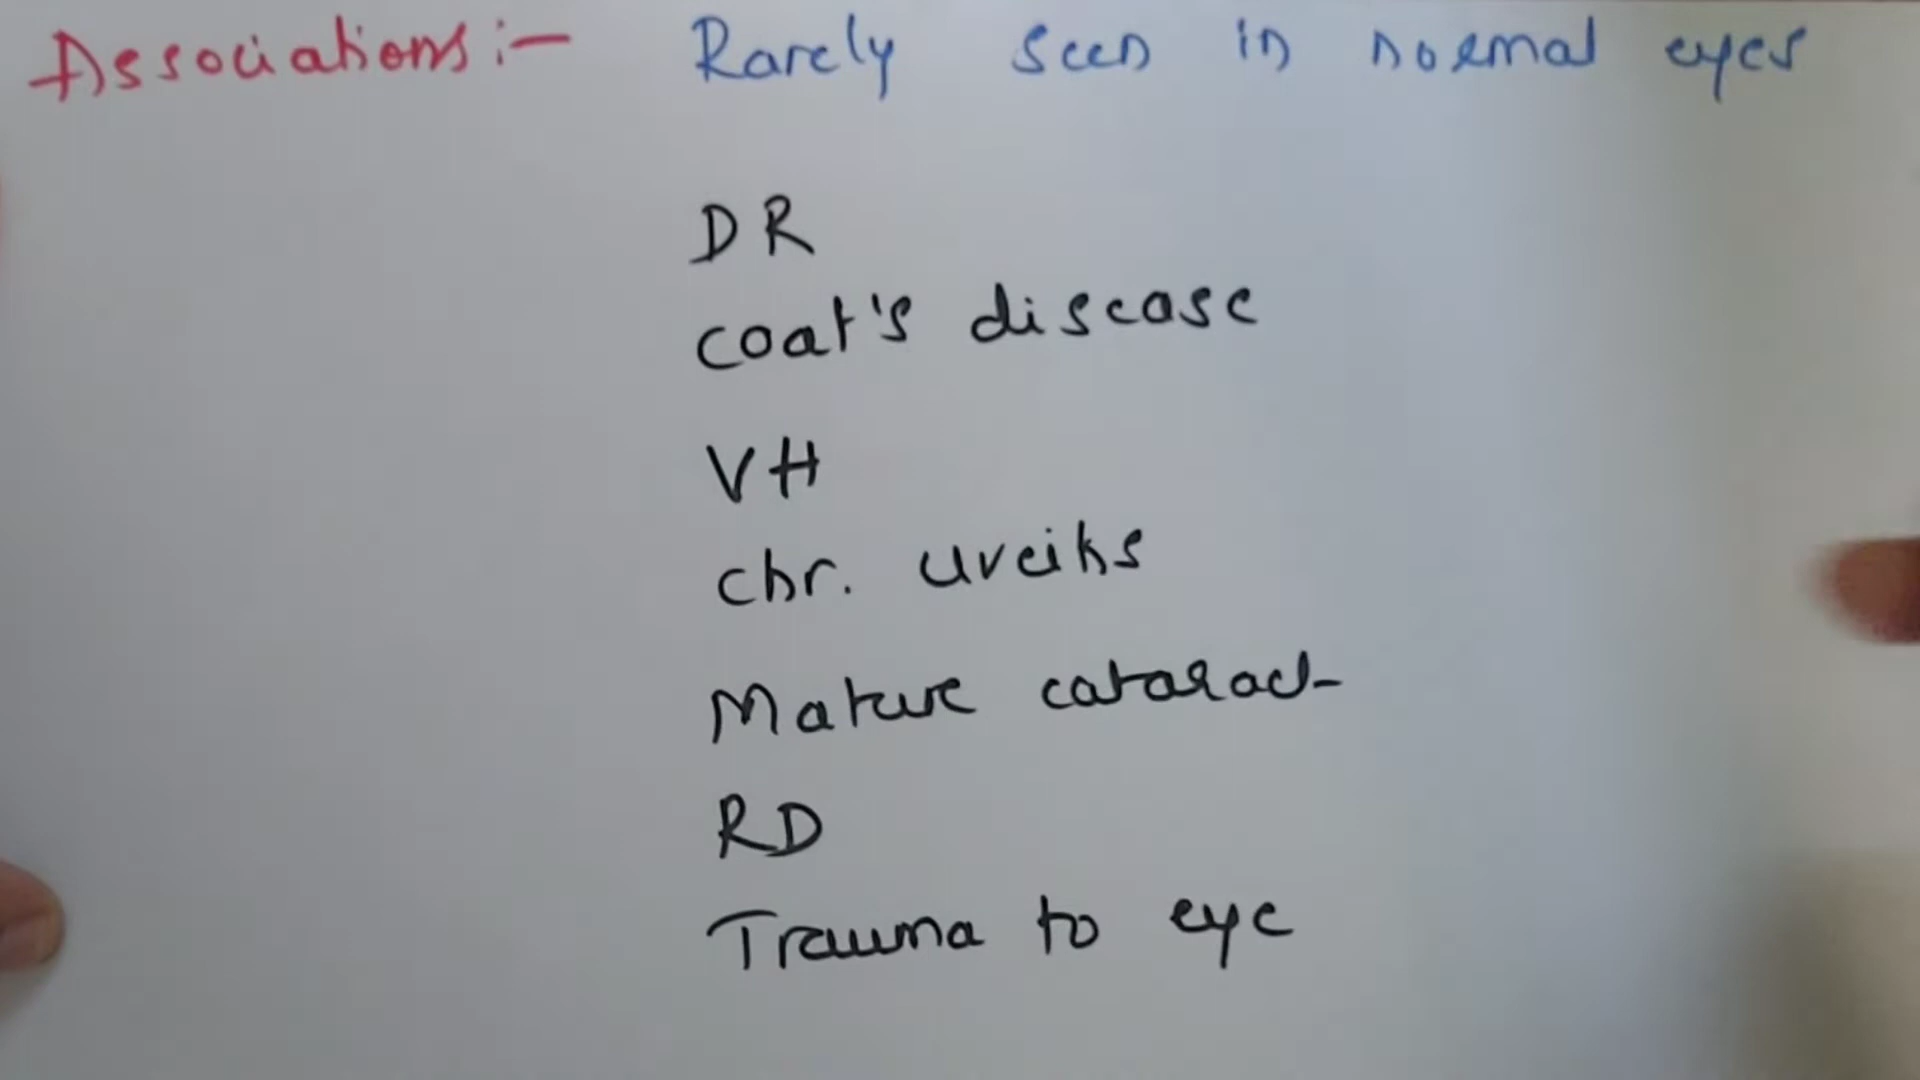 Associations:- Rarely seen in normal eyes
DR
coat's disease
VH
chr. uveitis
Mature cataract
RD
Trauma to eye